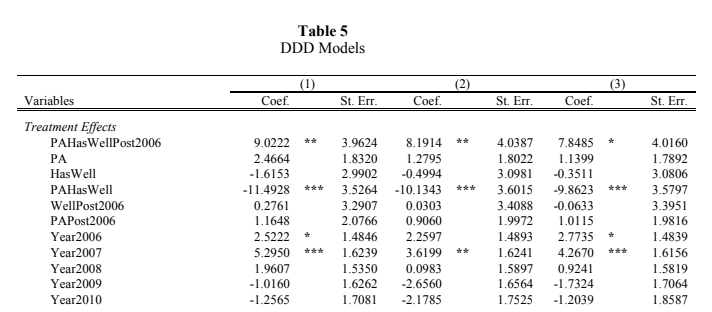 Table 5
DDD Models
(1) (2) (3)
Variables Coef. St. Err. Coef. St. Err. Coef. St. Err.
Treatment Effects
PAHasWellPost2006 9.0222 ** 3.9624 8.1914 ** 4.0387 7.8485 * 4.0160
PA 2.4664 1.8320 1.2795 1.8022 1.1399 1.7892
HasWell -1.6153 2.9902 -0.4994 3.0981 -0.3511 3.0806
PAHasWell -11.4928 *** 3.5264 -10.1343 *** 3.6015 -9.8623 *** 3.5797
WellPost2006 0.2761 3.2907 0.0303 3.4088 -0.0633 3.3951
PAPost2006 1.1648 2.0766 0.9060 1.9972 1.0115 1.9816
Year2006 2.5222 * 1.4846 2.2597 1.4893 2.7735 * 1.4839
Year2007 5.2950 *** 1.6239 3.6199 ** 1.6241 4.2670 *** 1.6156
Year2008 1.9607 1.5350 0.0983 1.5897 0.9241 1.5819
Year2009 -1.0160 1.6262 -2.6560 1.6564 -1.7324 1.7064
Year2010 -1.2565 1.7081 -2.1785 1.7525 -1.2039 1.8587